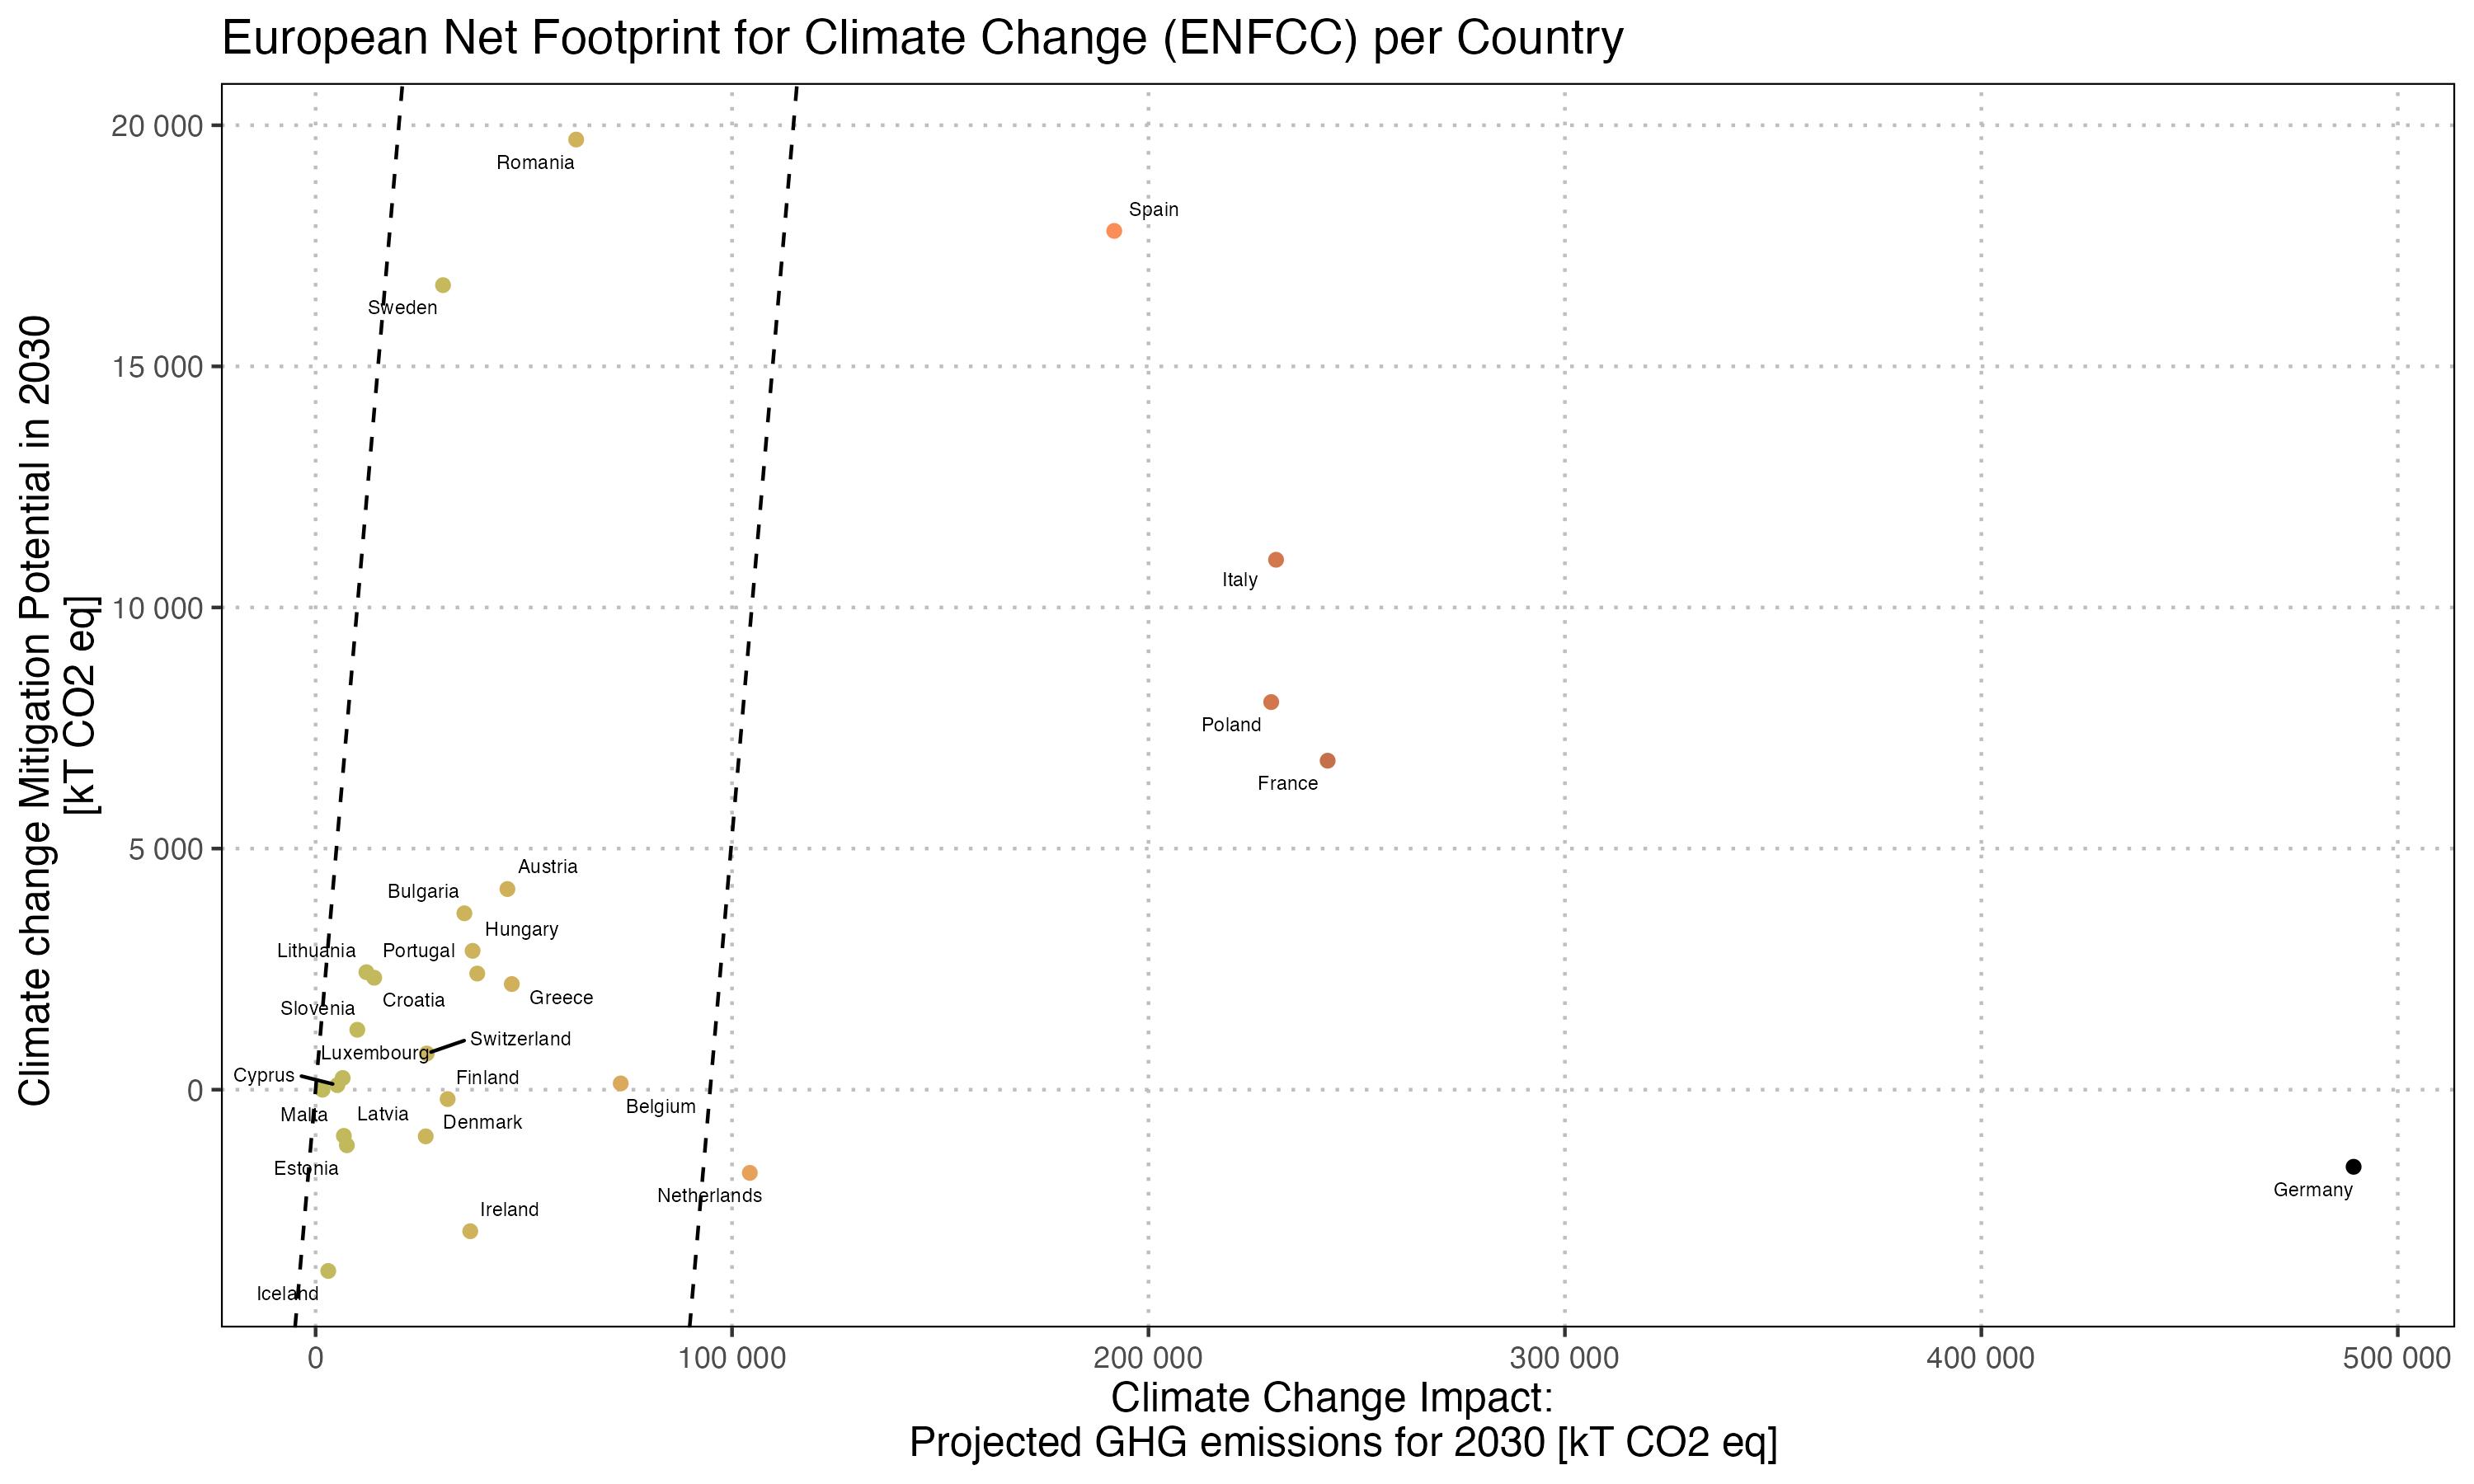 European Net Footprint for Climate Change (ENFCC) per Country
Climate change Mitigation Potential in 2030
[kT CO2 eq]
20 000
15 000
10 000
5 000
0
Romania
Spain
Sweden
Italy
Poland
France
Austria
Bulgaria
Hungary
Lithuania
Portugal
Greece
Croatia
Slovenia
Switzerland
Luxembourg
Cyprus
Finland
Belgium
Malta
Latvia
Denmark
Estonia
Netherlands
Germany
Ireland
Iceland
0
100 000
200 000
300 000
400 000
500 000
Climate Change Impact:
Projected GHG emissions for 2030 [kT CO2 eq]